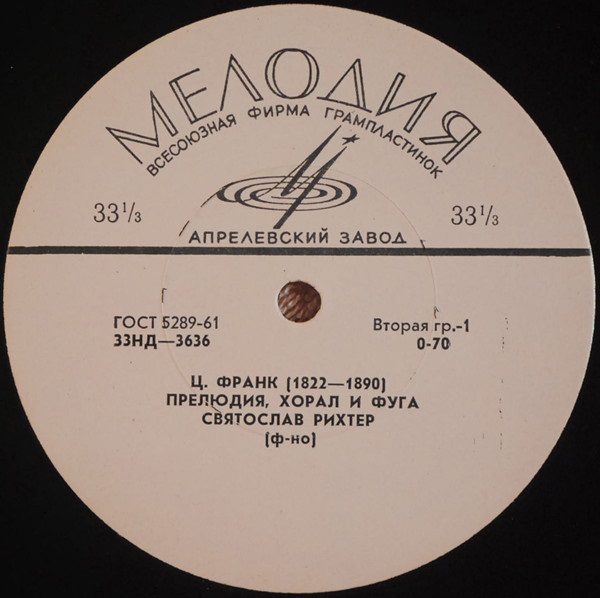 МЕЛОДИЯ
ВСЕСОЮЗНАЯ ФИРМА ГРАМПЛАСТИНОК
33⅓ 33⅓
АПРЕЛЕВСКИЙ ЗАВОД
ГОСТ 5289-61 Вторая гр.-1
33НД—3636 0-70
Ц. ФРАНК (1822—1890)
ПРЕЛЮДИЯ, ХОРАЛ И ФУГА
СВЯТОСЛАВ РИХТЕР
(ф-но)